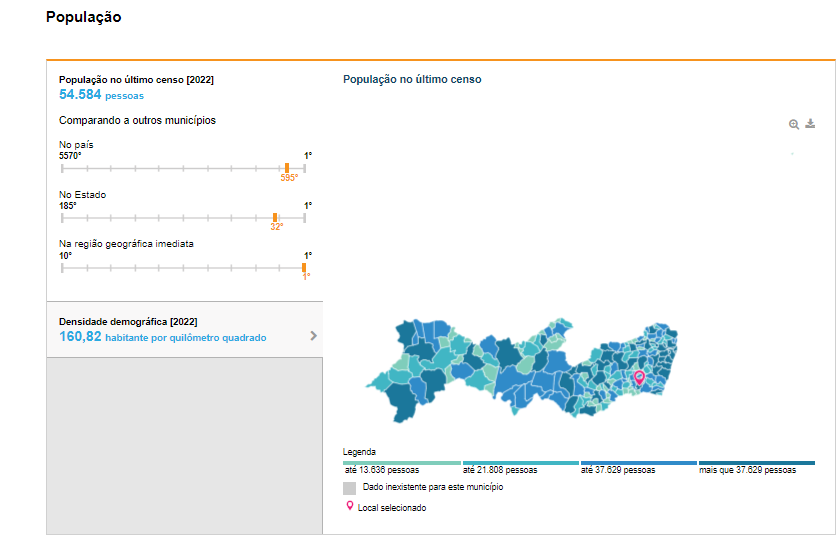 População
População no último censo [2022]
54.584 pessoas
Comparando a outros municípios
No país
5570° 1°
595°
No Estado
185° 1°
32°
Na região geográfica imediata
10° 1°
1°
Densidade demográfica [2022]
160,82 habitante por quilômetro quadrado
População no último censo
Legenda
até 13.636 pessoas até 21.808 pessoas até 37.629 pessoas mais que 37.629 pessoas
Dado inexistente para este município
Local selecionado